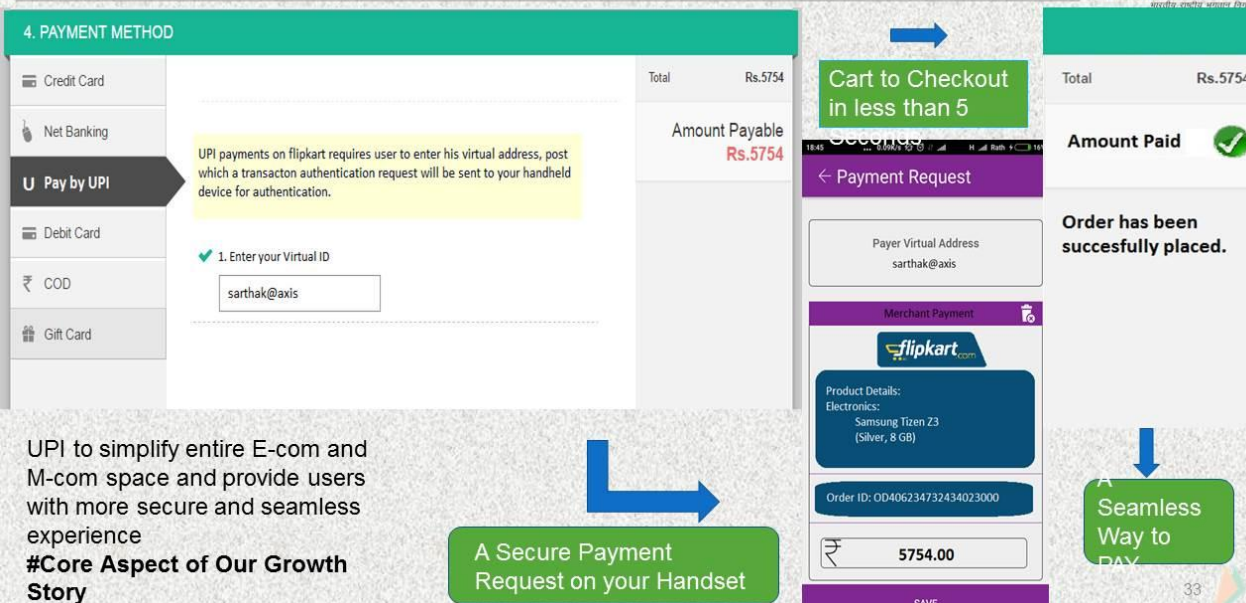 4. PAYMENT METHOD
Credit Card
Net Banking
U Pay by UPI
Debit Card
₹ COD
Gift Card
UPI payments on flipkart requires user to enter his virtual address, post
which a transacton authentication request will be sent to your handheld
device for authentication.
1. Enter your Virtual ID
sarthak@axis
Total Rs.5754
Amount Payable
Rs.5754
UPI to simplify entire E-com and
M-com space and provide users
with more secure and seamless
experience
#Core Aspect of Our Growth
Story
A Secure Payment
Request on your Handset
Cart to Checkout
in less than 5
Seconds
18:45
← Payment Request
Payer Virtual Address
sarthak@axis
Merchant Payment
flipkart.com
Product Details:
Electronics:
Samsung Tizen Z3
(Silver, 8 GB)
Order ID: OD406234732434023000
₹ 5754.00
SAVE
Total Rs.5754
Amount Paid
Order has been
succesfully placed.
A
Seamless
Way to
PAY
33